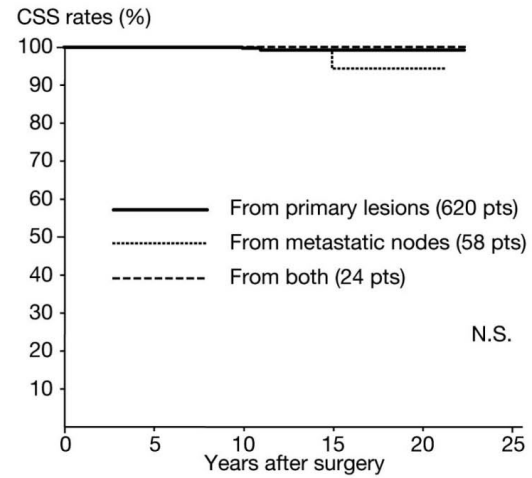 CSS rates (%)
100
90
80
70
60
50
40
30
20
10
From primary lesions (620 pts)
From metastatic nodes (58 pts)
From both (24 pts)
N.S.
0 5 10 15 20 25
Years after surgery